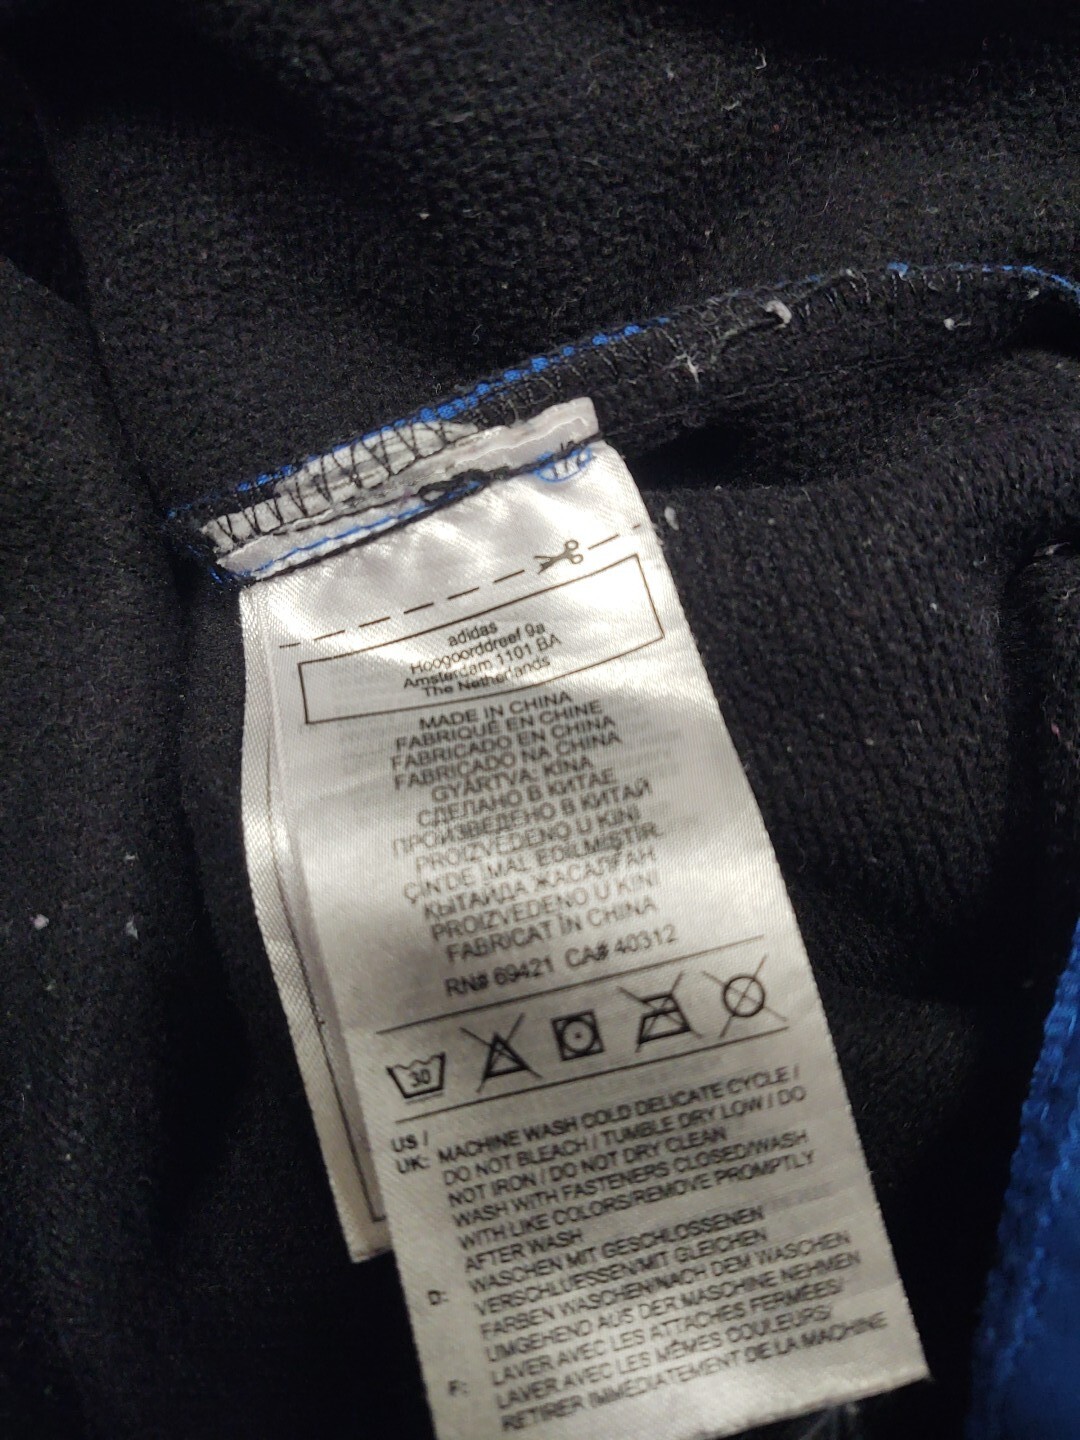 adidas
Hoogoorddreef 9a
Amsterdam 1101 BA
The Netherlands
MADE IN CHINA
FABRIQUÉ EN CHINE
FABRICADO EN CHINA
FABRICADO NA CHINA
GYÁRTVA: KÍNA
СДЕЛАНО В КИТАЕ
ПРОИЗВЕДЕНО В КИТАЙ
PROIZVEDENO U KINI
ÇİN'DE İMAL EDİLMİŞTİR.
ҚЫТАЙДА ЖАСАЛҒАН
PROIZVEDENO U KINI
FABRICAT ÎN CHINA
RN# 69421 CA# 40312
30
US /
UK: MACHINE WASH COLD DELICATE CYCLE /
DO NOT BLEACH / TUMBLE DRY LOW / DO
NOT IRON / DO NOT DRY CLEAN
WASH WITH FASTENERS CLOSED/WASH
WITH LIKE COLORS/REMOVE PROMPTLY
AFTER WASH
D: WASCHEN MIT GESCHLOSSENEN
VERSCHLUESSEN/MIT GLEICHEN
FARBEN WASCHEN/NACH DEM WASCHEN
UMGEHEND AUS DER MASCHINE NEHMEN
F: LAVER AVEC LES ATTACHES FERMÉES/
LAVER AVEC LES MÊMES COULEURS/
RETIRER IMMÉDIATEMENT DE LA MACHINE